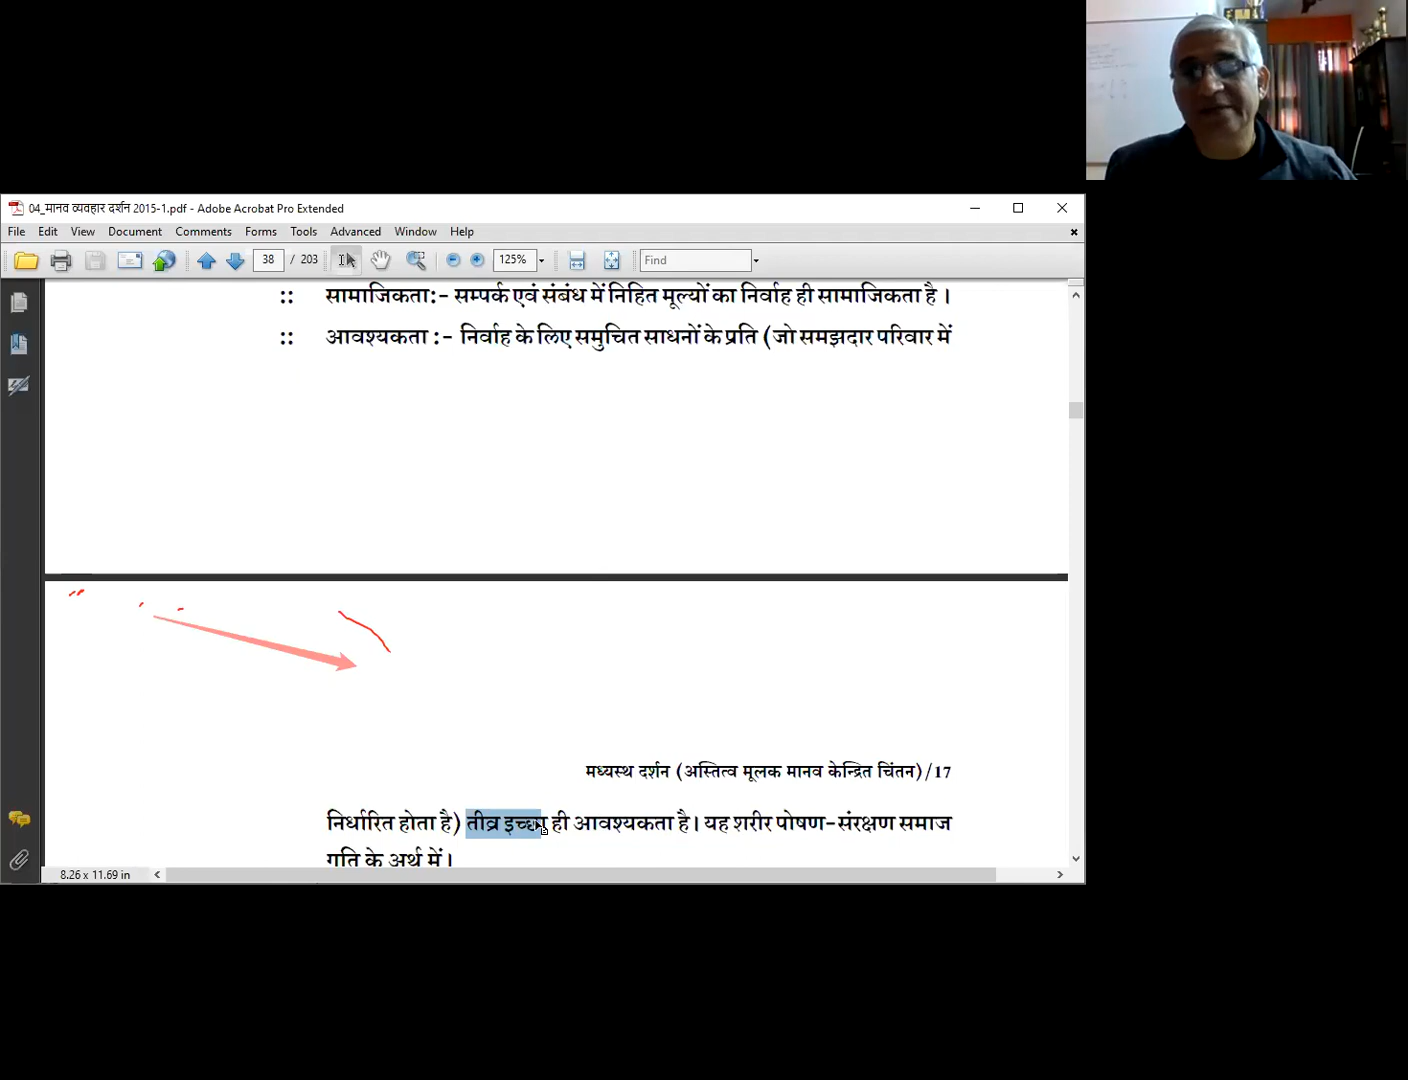 04_मानव व्यवहार दर्शन 2015-1.pdf - Adobe Acrobat Pro Extended
File Edit View Document Comments Forms Tools Advanced Window Help
38 / 203 125% Find
:: सामाजिकता:- सम्पर्क एवं संबंध में निहित मूल्यों का निर्वाह ही सामाजिकता है ।
:: आवश्यकता :- निर्वाह के लिए समुचित साधनों के प्रति (जो समझदार परिवार में
मध्यस्थ दर्शन (अस्तित्व मूलक मानव केन्द्रित चिंतन)/17
निर्धारित होता है) तीव्र इच्छा ही आवश्यकता है। यह शरीर पोषण-संरक्षण समाज
गति के अर्थ में।
8.26 x 11.69 in